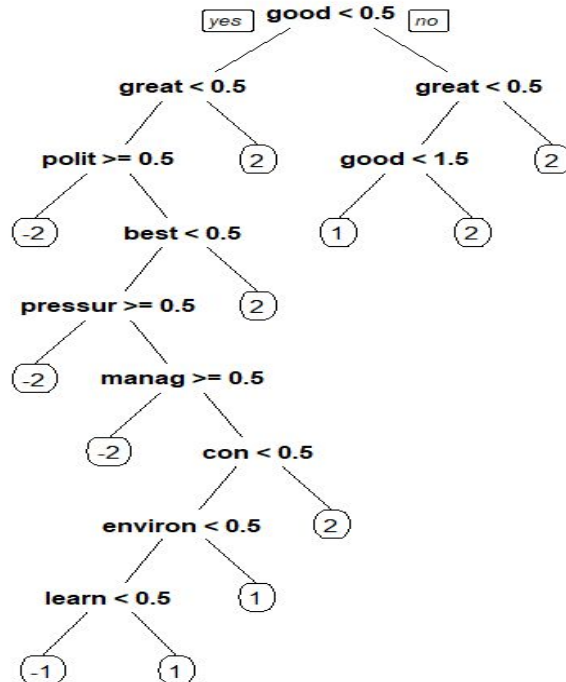 yes good < 0.5 no
great < 0.5 great < 0.5
polit >= 0.5 2 good < 1.5 2
-2 best < 0.5 1 2
pressur >= 0.5 2
-2 manag >= 0.5
-2 con < 0.5
environ < 0.5 2
learn < 0.5 1
-1 1